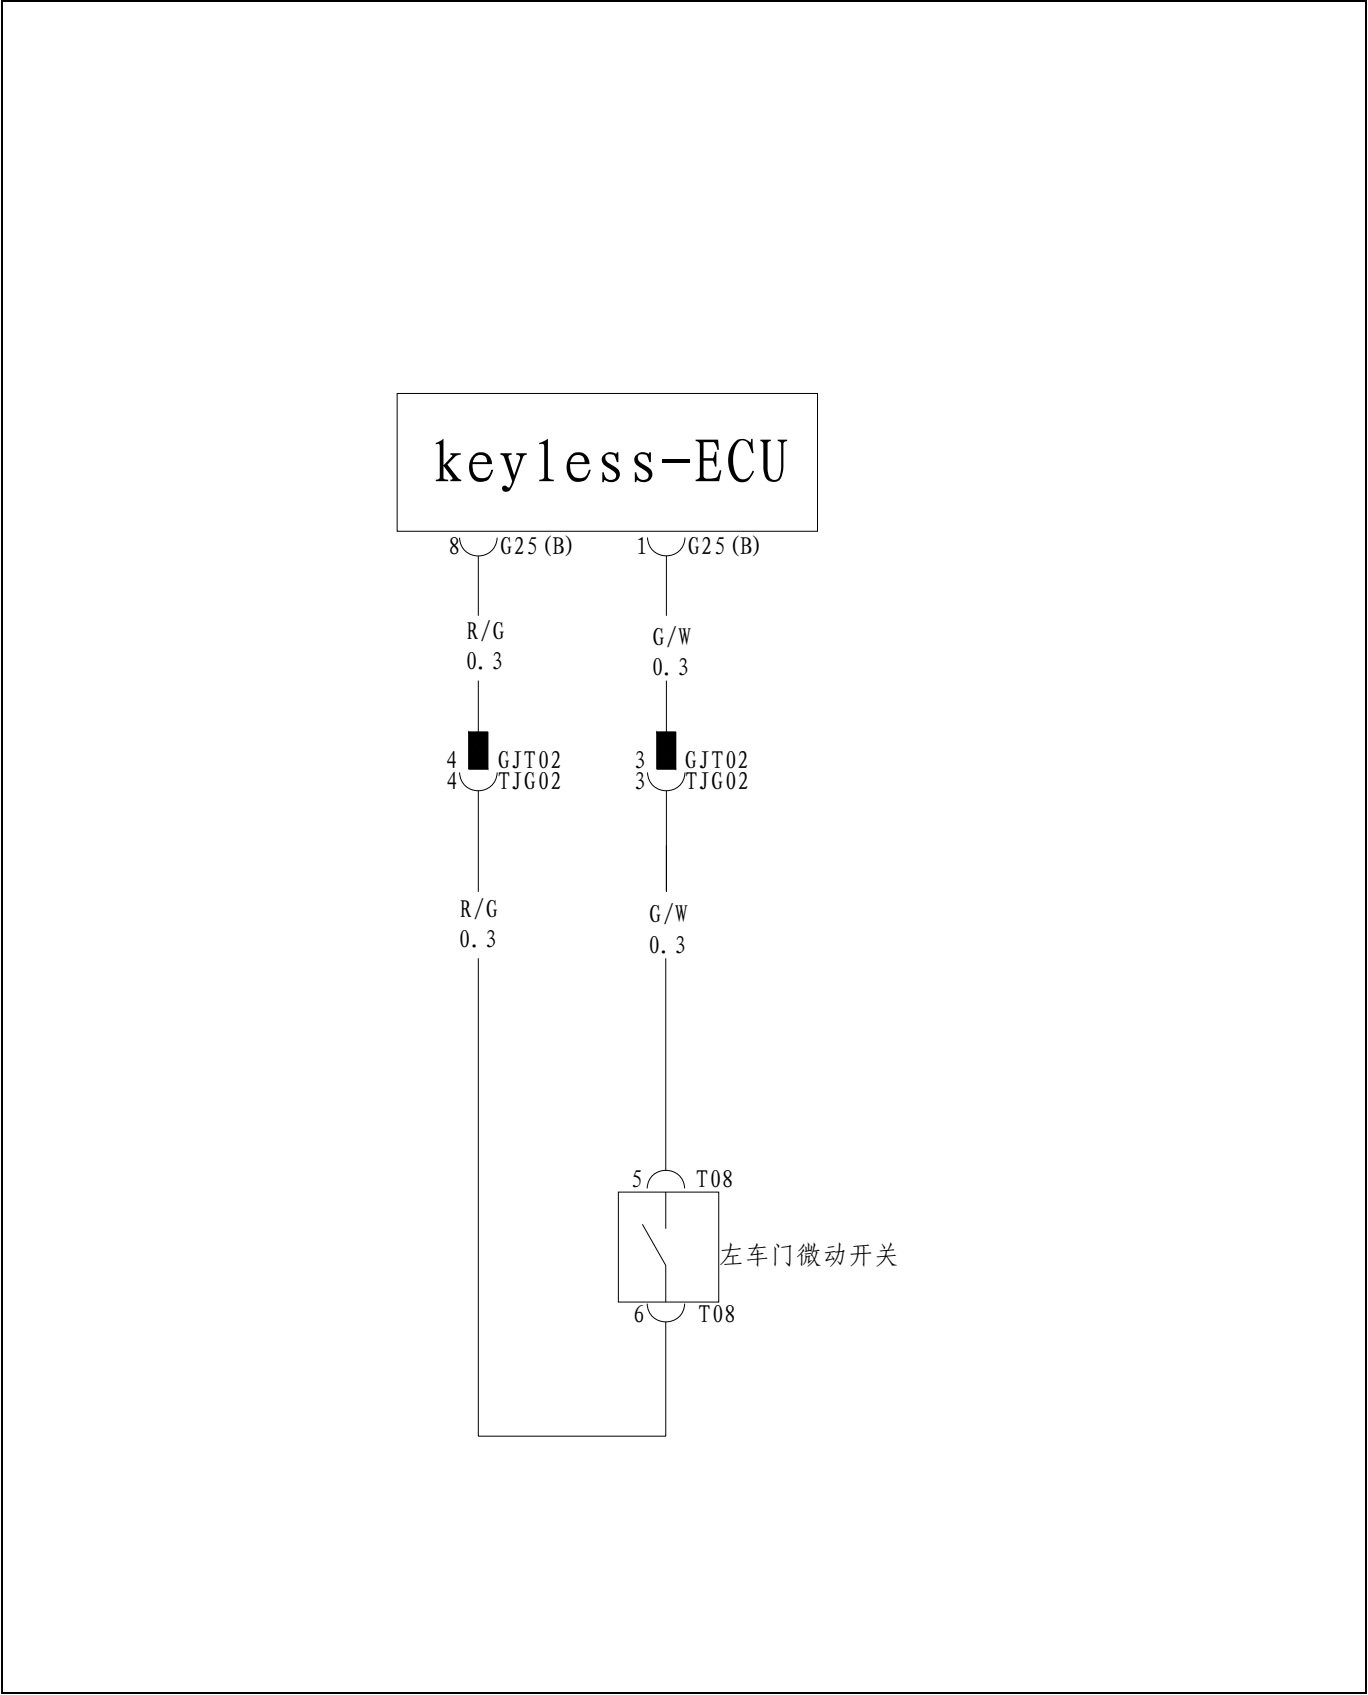 keyless-ECU
8 G25(B) 1 G25(B)
R/G G/W
0.3 0.3
4 GJT02 3 GJT02
4 TJG02 3 TJG02
R/G G/W
0.3 0.3
5 T08
左车门微动开关
6 T08